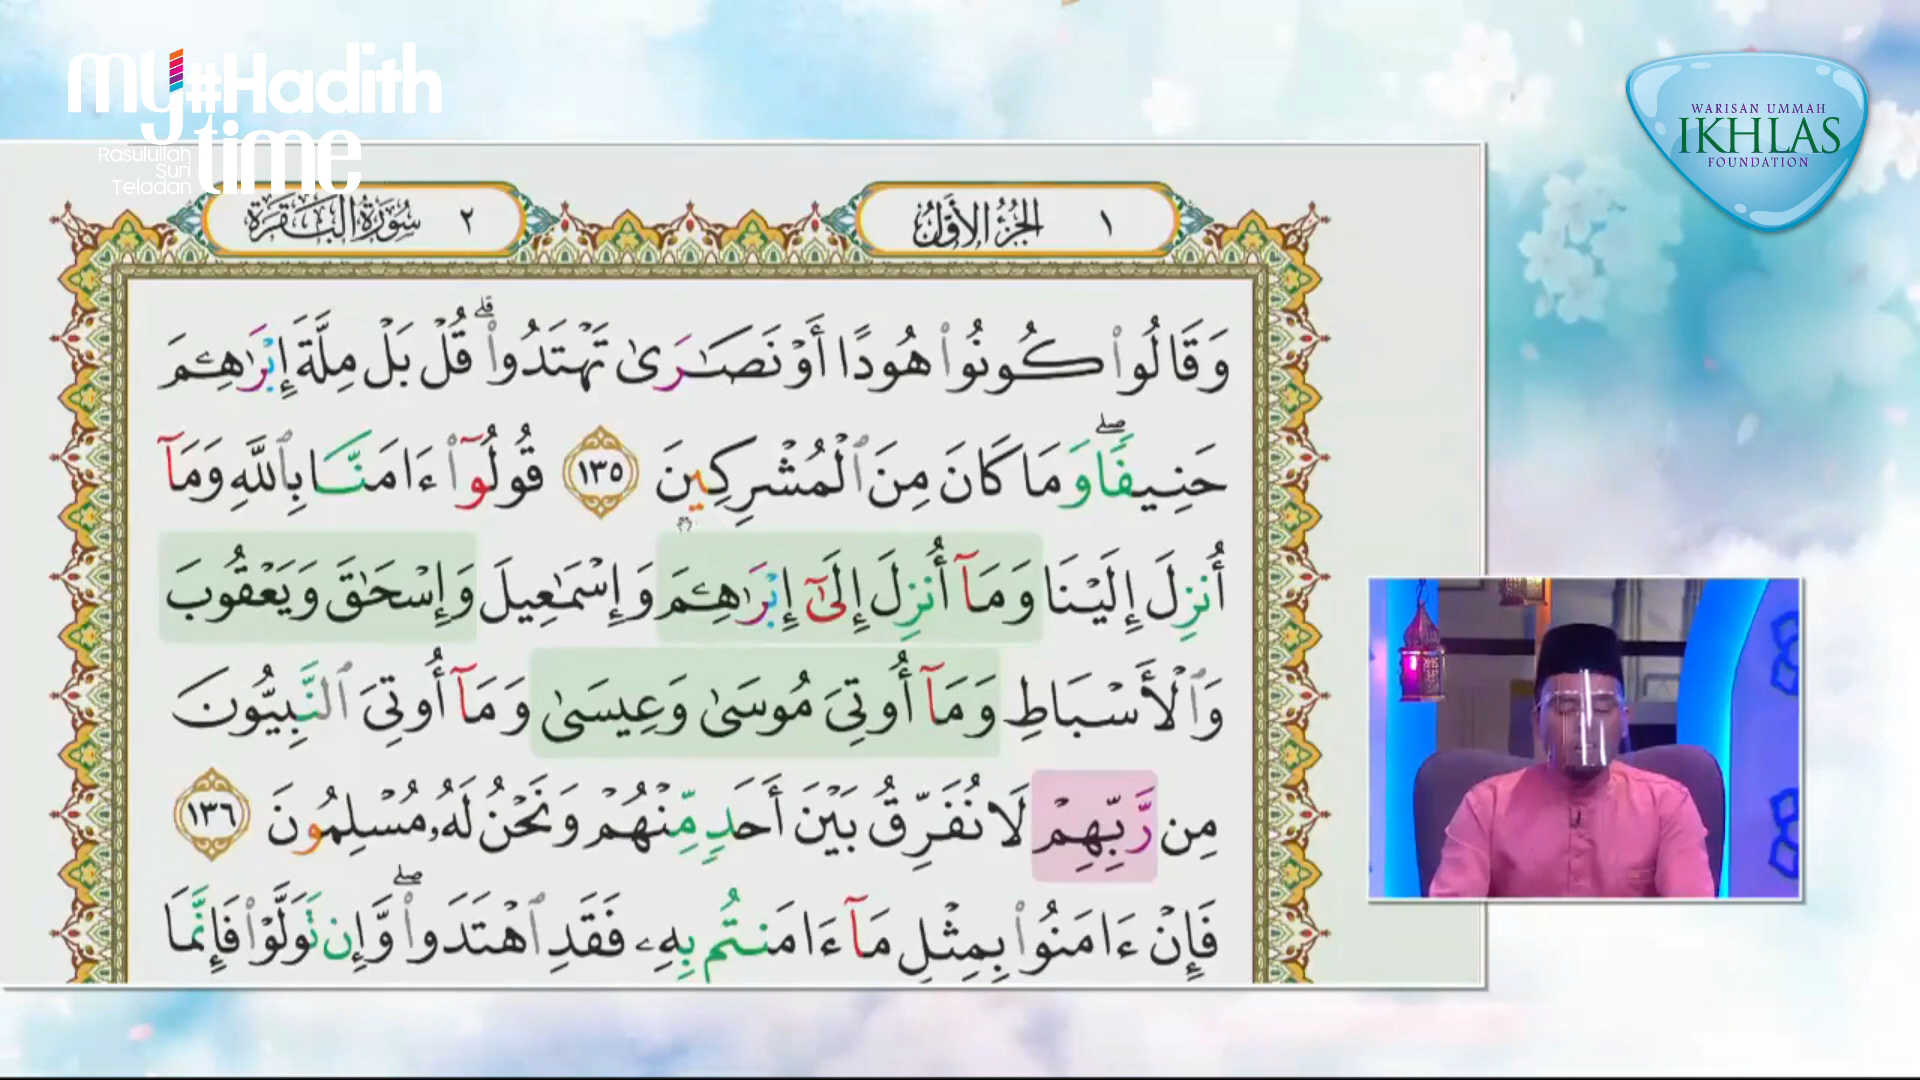 my#Hadith
time
Rasulullah
Suri
Teladan
WARISAN UMMAH
IKHLAS
FOUNDATION
١ الجُزْءُ الأَوَّلُ
٢ سُورَةُ البَقَرَةِ
وَقَالُوا۟ كُونُوا۟ هُودًا أَوْ نَصَـٰرَىٰ تَهْتَدُوا۟ ۗ قُلْ بَلْ مِلَّةَ إِبْرَٰهِـۧمَ
حَنِيفًا ۖ وَمَا كَانَ مِنَ ٱلْمُشْرِكِينَ ١٣٥ قُولُوٓا۟ ءَامَنَّا بِٱللَّهِ وَمَآ
أُنزِلَ إِلَيْنَا وَمَآ أُنزِلَ إِلَىٰٓ إِبْرَٰهِـۧمَ وَإِسْمَـٰعِيلَ وَإِسْحَـٰقَ وَيَعْقُوبَ
وَٱلْأَسْبَاطِ وَمَآ أُوتِىَ مُوسَىٰ وَعِيسَىٰ وَمَآ أُوتِىَ ٱلنَّبِيُّونَ
مِن رَّبِّهِمْ لَا نُفَرِّقُ بَيْنَ أَحَدٍ مِّنْهُمْ وَنَحْنُ لَهُۥ مُسْلِمُونَ ١٣٦
فَإِنْ ءَامَنُوا۟ بِمِثْلِ مَآ ءَامَنتُم بِهِۦ فَقَدِ ٱهْتَدَوا۟ ۖ وَّإِن تَوَلَّوْا۟ فَإِنَّمَا